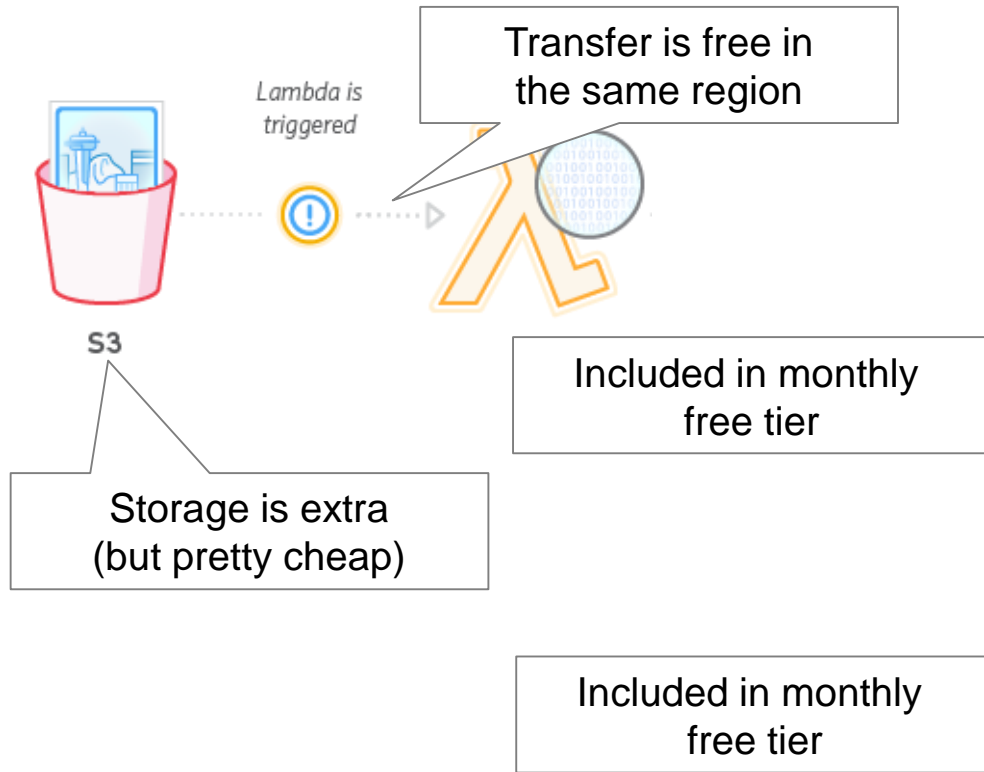 Transfer is free in
the same region
Lambda is
triggered
S3
Included in monthly
free tier
Storage is extra
(but pretty cheap)
Included in monthly
free tier